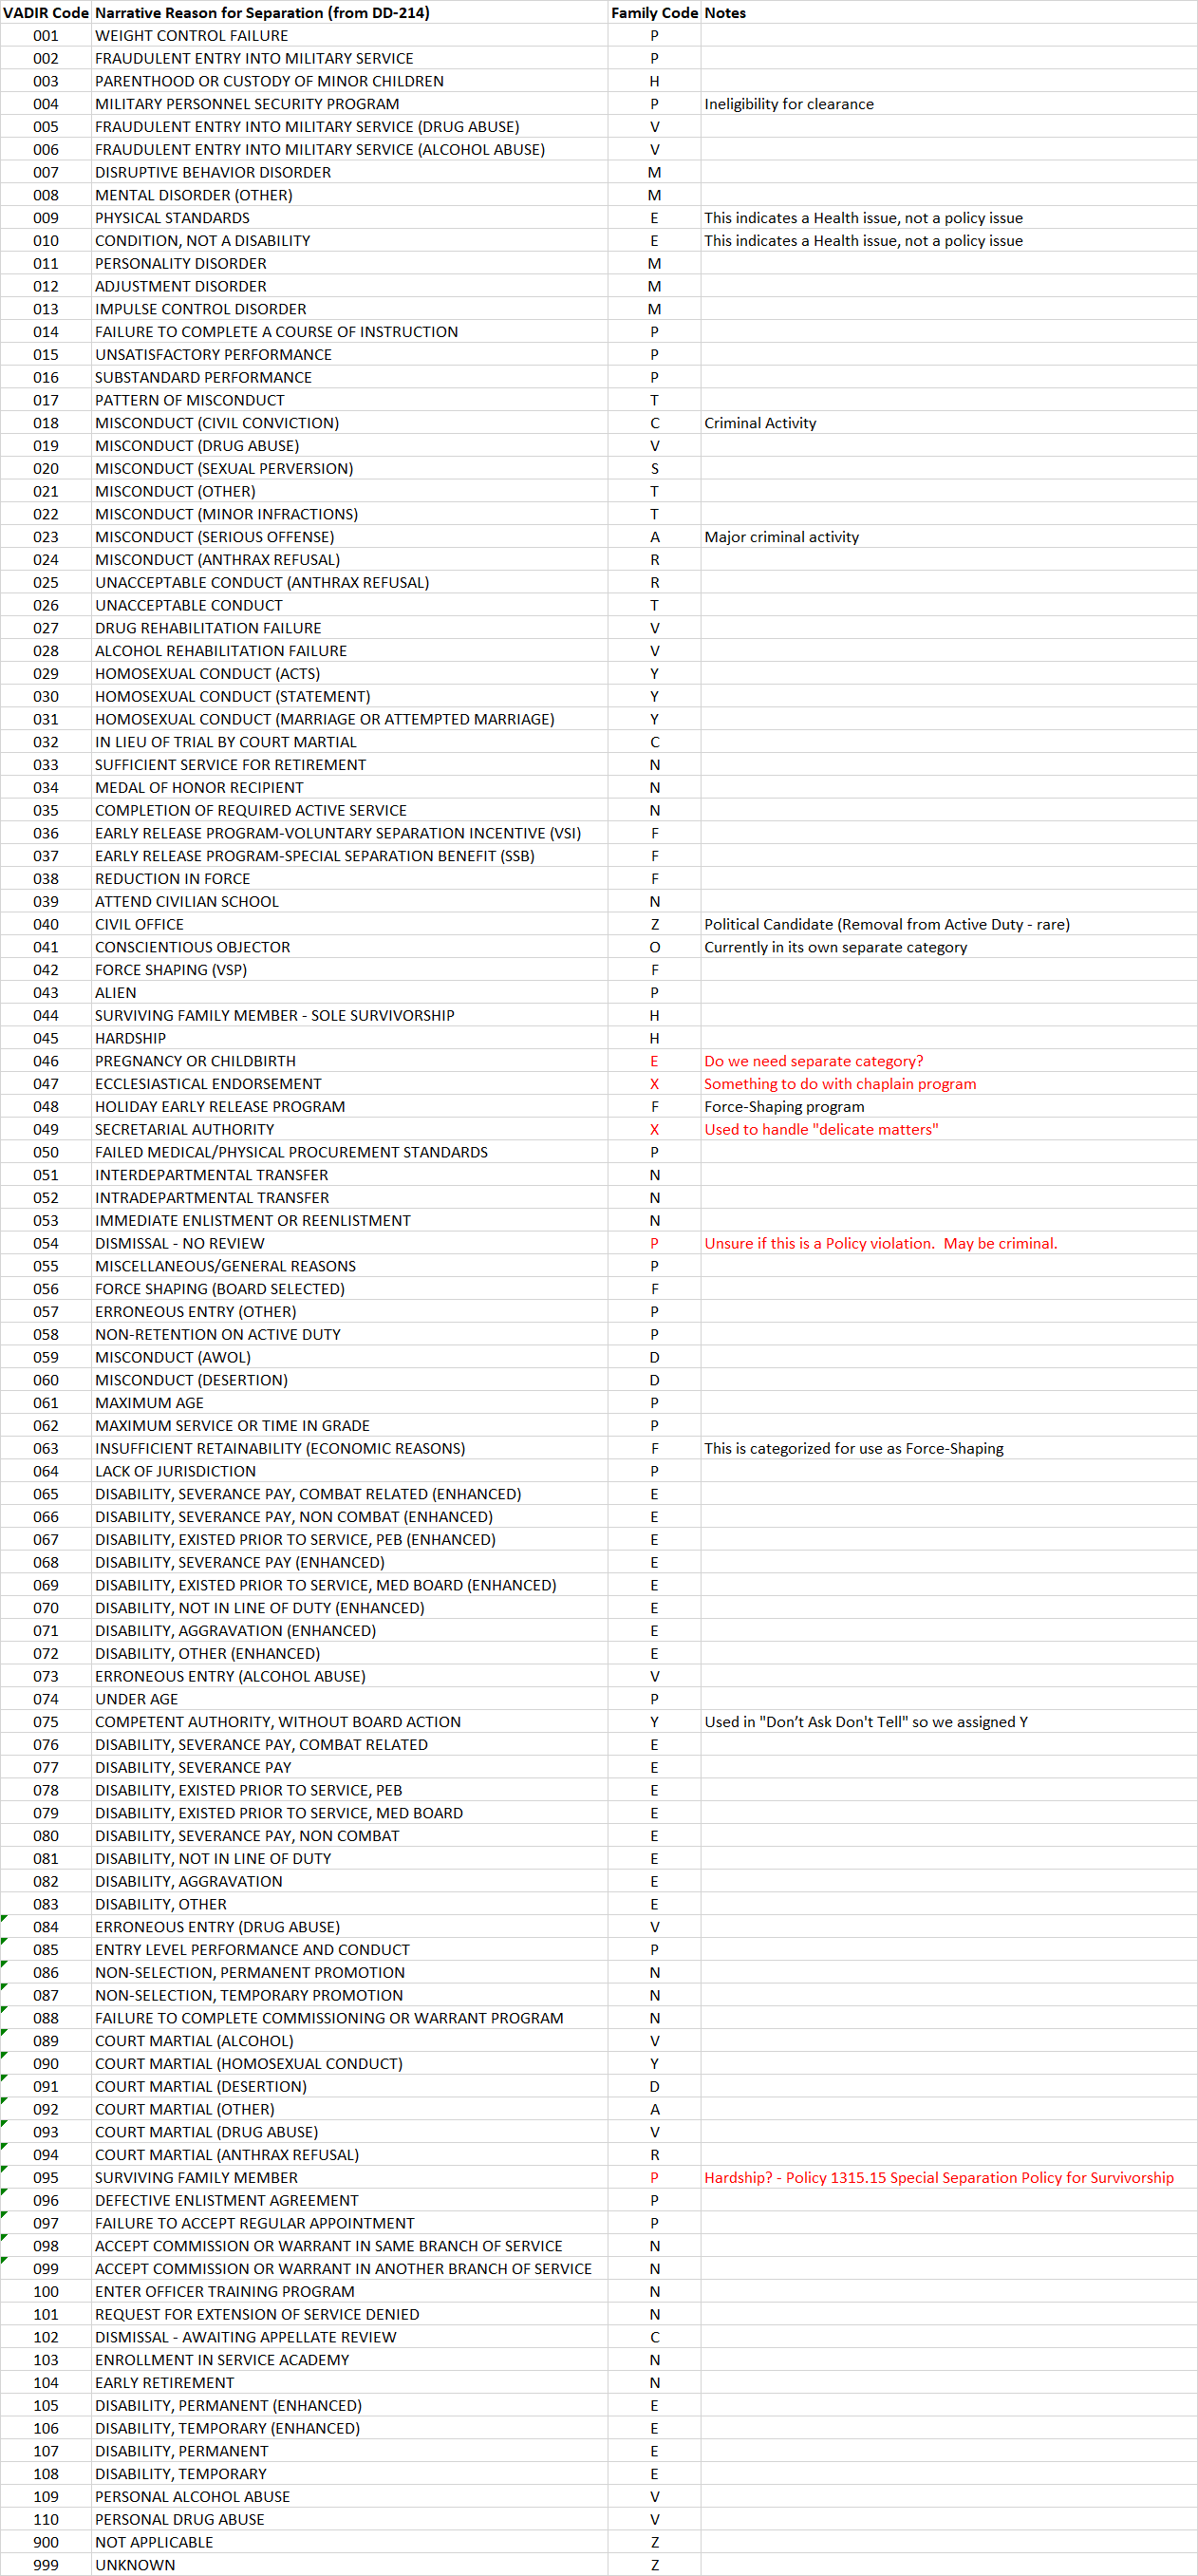 VADIR Code Narrative Reason for Separation (from DD-214) Family Code Notes
001 WEIGHT CONTROL FAILURE P
002 FRAUDULENT ENTRY INTO MILITARY SERVICE P
003 PARENTHOOD OR CUSTODY OF MINOR CHILDREN H
004 MILITARY PERSONNEL SECURITY PROGRAM P Ineligibility for clearance
005 FRAUDULENT ENTRY INTO MILITARY SERVICE (DRUG ABUSE) V
006 FRAUDULENT ENTRY INTO MILITARY SERVICE (ALCOHOL ABUSE) V
007 DISRUPTIVE BEHAVIOR DISORDER M
008 MENTAL DISORDER (OTHER) M
009 PHYSICAL STANDARDS E This indicates a Health issue, not a policy issue
010 CONDITION, NOT A DISABILITY E This indicates a Health issue, not a policy issue
011 PERSONALITY DISORDER M
012 ADJUSTMENT DISORDER M
013 IMPULSE CONTROL DISORDER M
014 FAILURE TO COMPLETE A COURSE OF INSTRUCTION P
015 UNSATISFACTORY PERFORMANCE P
016 SUBSTANDARD PERFORMANCE P
017 PATTERN OF MISCONDUCT T
018 MISCONDUCT (CIVIL CONVICTION) C Criminal Activity
019 MISCONDUCT (DRUG ABUSE) V
020 MISCONDUCT (SEXUAL PERVERSION) S
021 MISCONDUCT (OTHER) T
022 MISCONDUCT (MINOR INFRACTIONS) T
023 MISCONDUCT (SERIOUS OFFENSE) A Major criminal activity
024 MISCONDUCT (ANTHRAX REFUSAL) R
025 UNACCEPTABLE CONDUCT (ANTHRAX REFUSAL) R
026 UNACCEPTABLE CONDUCT T
027 DRUG REHABILITATION FAILURE V
028 ALCOHOL REHABILITATION FAILURE V
029 HOMOSEXUAL CONDUCT (ACTS) Y
030 HOMOSEXUAL CONDUCT (STATEMENT) Y
031 HOMOSEXUAL CONDUCT (MARRIAGE OR ATTEMPTED MARRIAGE) Y
032 IN LIEU OF TRIAL BY COURT MARTIAL C
033 SUFFICIENT SERVICE FOR RETIREMENT N
034 MEDAL OF HONOR RECIPIENT N
035 COMPLETION OF REQUIRED ACTIVE SERVICE N
036 EARLY RELEASE PROGRAM-VOLUNTARY SEPARATION INCENTIVE (VSI) F
037 EARLY RELEASE PROGRAM-SPECIAL SEPARATION BENEFIT (SSB) F
038 REDUCTION IN FORCE F
039 ATTEND CIVILIAN SCHOOL N
040 CIVIL OFFICE Z Political Candidate (Removal from Active Duty - rare)
041 CONSCIENTIOUS OBJECTOR O Currently in its own separate category
042 FORCE SHAPING (VSP) F
043 ALIEN P
044 SURVIVING FAMILY MEMBER - SOLE SURVIVORSHIP H
045 HARDSHIP H
046 PREGNANCY OR CHILDBIRTH E Do we need separate category?
047 ECCLESIASTICAL ENDORSEMENT X Something to do with chaplain program
048 HOLIDAY EARLY RELEASE PROGRAM F Force-Shaping program
049 SECRETARIAL AUTHORITY X Used to handle "delicate matters"
050 FAILED MEDICAL/PHYSICAL PROCUREMENT STANDARDS P
051 INTERDEPARTMENTAL TRANSFER N
052 INTRADEPARTMENTAL TRANSFER N
053 IMMEDIATE ENLISTMENT OR REENLISTMENT N
054 DISMISSAL - NO REVIEW P Unsure if this is a Policy violation.  May be criminal.
055 MISCELLANEOUS/GENERAL REASONS P
056 FORCE SHAPING (BOARD SELECTED) F
057 ERRONEOUS ENTRY (OTHER) P
058 NON-RETENTION ON ACTIVE DUTY P
059 MISCONDUCT (AWOL) D
060 MISCONDUCT (DESERTION) D
061 MAXIMUM AGE P
062 MAXIMUM SERVICE OR TIME IN GRADE P
063 INSUFFICIENT RETAINABILITY (ECONOMIC REASONS) F This is categorized for use as Force-Shaping
064 LACK OF JURISDICTION P
065 DISABILITY, SEVERANCE PAY, COMBAT RELATED (ENHANCED) E
066 DISABILITY, SEVERANCE PAY, NON COMBAT (ENHANCED) E
067 DISABILITY, EXISTED PRIOR TO SERVICE, PEB (ENHANCED) E
068 DISABILITY, SEVERANCE PAY (ENHANCED) E
069 DISABILITY, EXISTED PRIOR TO SERVICE, MED BOARD (ENHANCED) E
070 DISABILITY, NOT IN LINE OF DUTY (ENHANCED) E
071 DISABILITY, AGGRAVATION (ENHANCED) E
072 DISABILITY, OTHER (ENHANCED) E
073 ERRONEOUS ENTRY (ALCOHOL ABUSE) V
074 UNDER AGE P
075 COMPETENT AUTHORITY, WITHOUT BOARD ACTION Y Used in "Don’t Ask Don't Tell" so we assigned Y
076 DISABILITY, SEVERANCE PAY, COMBAT RELATED E
077 DISABILITY, SEVERANCE PAY E
078 DISABILITY, EXISTED PRIOR TO SERVICE, PEB E
079 DISABILITY, EXISTED PRIOR TO SERVICE, MED BOARD E
080 DISABILITY, SEVERANCE PAY, NON COMBAT E
081 DISABILITY, NOT IN LINE OF DUTY E
082 DISABILITY, AGGRAVATION E
083 DISABILITY, OTHER E
084 ERRONEOUS ENTRY (DRUG ABUSE) V
085 ENTRY LEVEL PERFORMANCE AND CONDUCT P
086 NON-SELECTION, PERMANENT PROMOTION N
087 NON-SELECTION, TEMPORARY PROMOTION N
088 FAILURE TO COMPLETE COMMISSIONING OR WARRANT PROGRAM N
089 COURT MARTIAL (ALCOHOL) V
090 COURT MARTIAL (HOMOSEXUAL CONDUCT) Y
091 COURT MARTIAL (DESERTION) D
092 COURT MARTIAL (OTHER) A
093 COURT MARTIAL (DRUG ABUSE) V
094 COURT MARTIAL (ANTHRAX REFUSAL) R
095 SURVIVING FAMILY MEMBER P Hardship? - Policy 1315.15 Special Separation Policy for Survivorship
096 DEFECTIVE ENLISTMENT AGREEMENT P
097 FAILURE TO ACCEPT REGULAR APPOINTMENT P
098 ACCEPT COMMISSION OR WARRANT IN SAME BRANCH OF SERVICE N
099 ACCEPT COMMISSION OR WARRANT IN ANOTHER BRANCH OF SERVICE N
100 ENTER OFFICER TRAINING PROGRAM N
101 REQUEST FOR EXTENSION OF SERVICE DENIED N
102 DISMISSAL - AWAITING APPELLATE REVIEW C
103 ENROLLMENT IN SERVICE ACADEMY N
104 EARLY RETIREMENT N
105 DISABILITY, PERMANENT (ENHANCED) E
106 DISABILITY, TEMPORARY (ENHANCED) E
107 DISABILITY, PERMANENT E
108 DISABILITY, TEMPORARY E
109 PERSONAL ALCOHOL ABUSE V
110 PERSONAL DRUG ABUSE V
900 NOT APPLICABLE Z
999 UNKNOWN Z